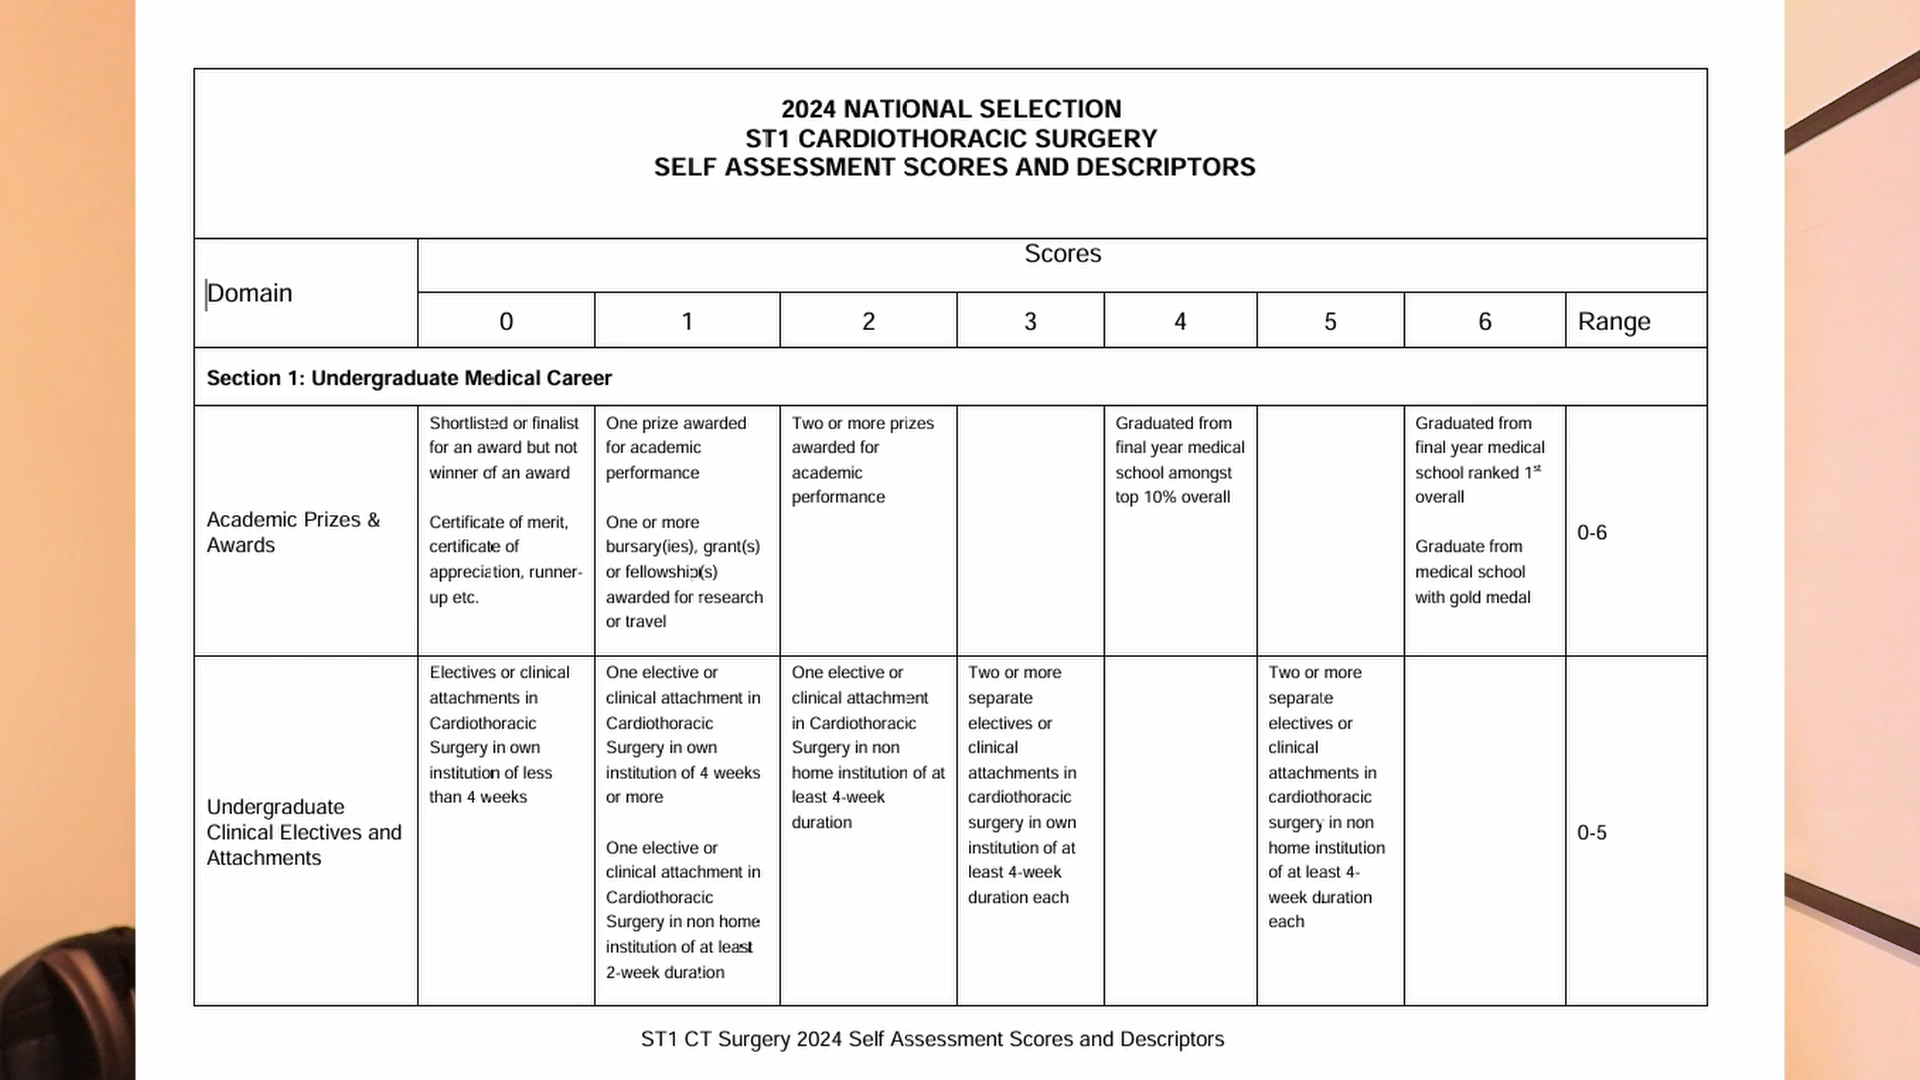 2024 NATIONAL SELECTION
ST1 CARDIOTHORACIC SURGERY
SELF ASSESSMENT SCORES AND DESCRIPTORS
Domain
Scores
0
1
2
3
4
5
6
Range
Section 1: Undergraduate Medical Career
Academic Prizes &
Awards
Shortlisted or finalist
for an award but not
winner of an award
Certificate of merit,
certificate of
appreciation, runner-
up etc.
One prize awarded
for academic
performance
One or more
bursary(ies), grant(s)
or fellowship(s)
awarded for research
or travel
Two or more prizes
awarded for
academic
performance
Graduated from
final year medical
school amongst
top 10% overall
Graduated from
final year medical
school ranked 1st
overall
Graduate from
medical school
with gold medal
0-6
Undergraduate
Clinical Electives and
Attachments
Electives or clinical
attachments in
Cardiothoracic
Surgery in own
institution of less
than 4 weeks
One elective or
clinical attachment in
Cardiothoracic
Surgery in own
institution of 4 weeks
or more
One elective or
clinical attachment in
Cardiothoracic
Surgery in non home
institution of at least
2-week duration
One elective or
clinical attachment
in Cardiothoracic
Surgery in non
home institution of at
least 4-week
duration
Two or more
separate
electives or
clinical
attachments in
cardiothoracic
surgery in own
institution of at
least 4-week
duration each
Two or more
separate
electives or
clinical
attachments in
cardiothoracic
surgery in non
home institution
of at least 4-
week duration
each
0-5
ST1 CT Surgery 2024 Self Assessment Scores and Descriptors